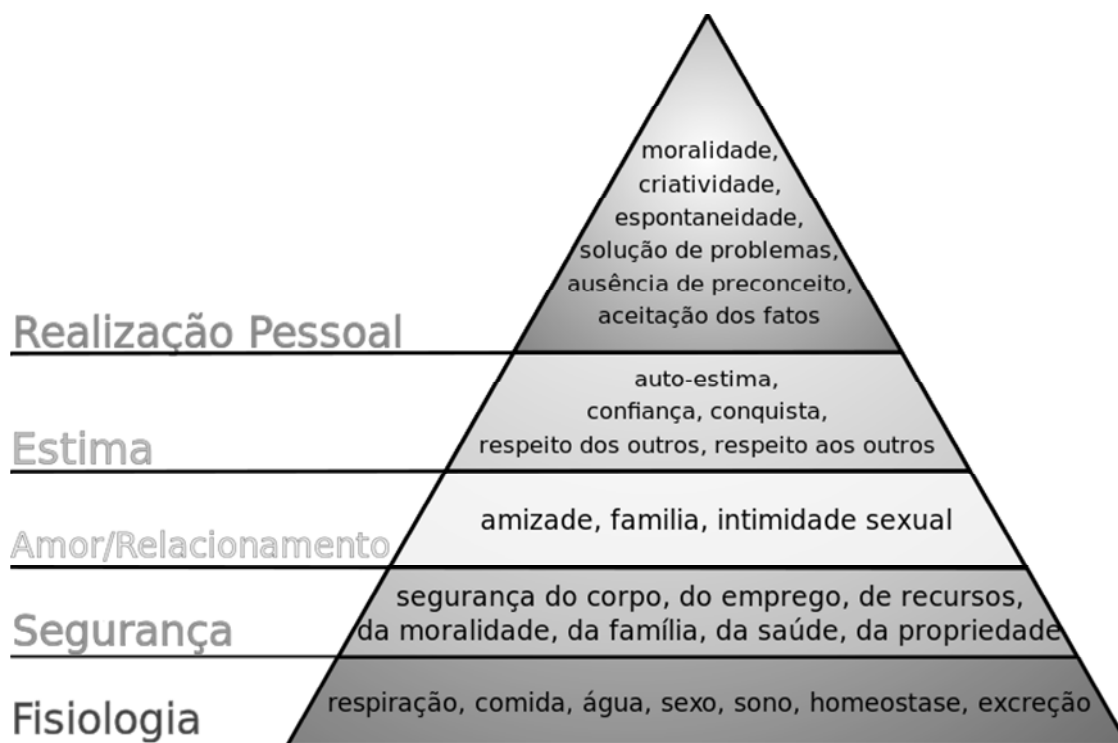 moralidade,
criatividade,
espontaneidade,
solução de problemas,
ausência de preconceito,
aceitação dos fatos
Realização Pessoal
auto-estima,
confiança, conquista,
respeito dos outros, respeito aos outros
Estima
amizade, familia, intimidade sexual
Amor/Relacionamento
segurança do corpo, do emprego, de recursos,
da moralidade, da família, da saúde, da propriedade
Segurança
respiração, comida, água, sexo, sono, homeostase, excreção
Fisiologia